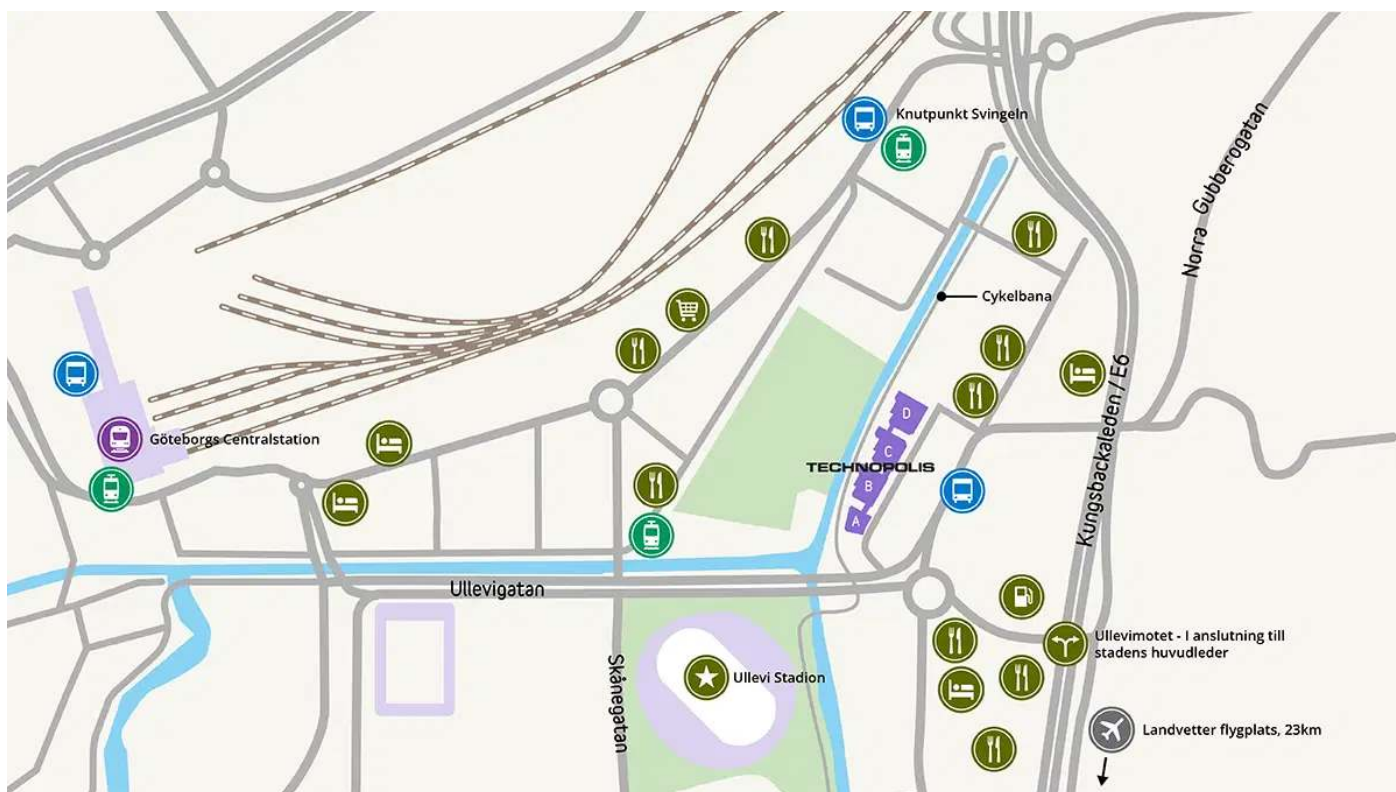 Knutpunkt Svingeln
Norra Gubberogatan
Cykelbana
Kungsbackaleden / E6
D
Göteborgs Centralstation
C
TECHNOPOLIS
B
A
Ullevigatan
Ullevimotet - I anslutning till
stadens huvudleder
Skånegatan
Ullevi Stadion
Landvetter flygplats, 23km